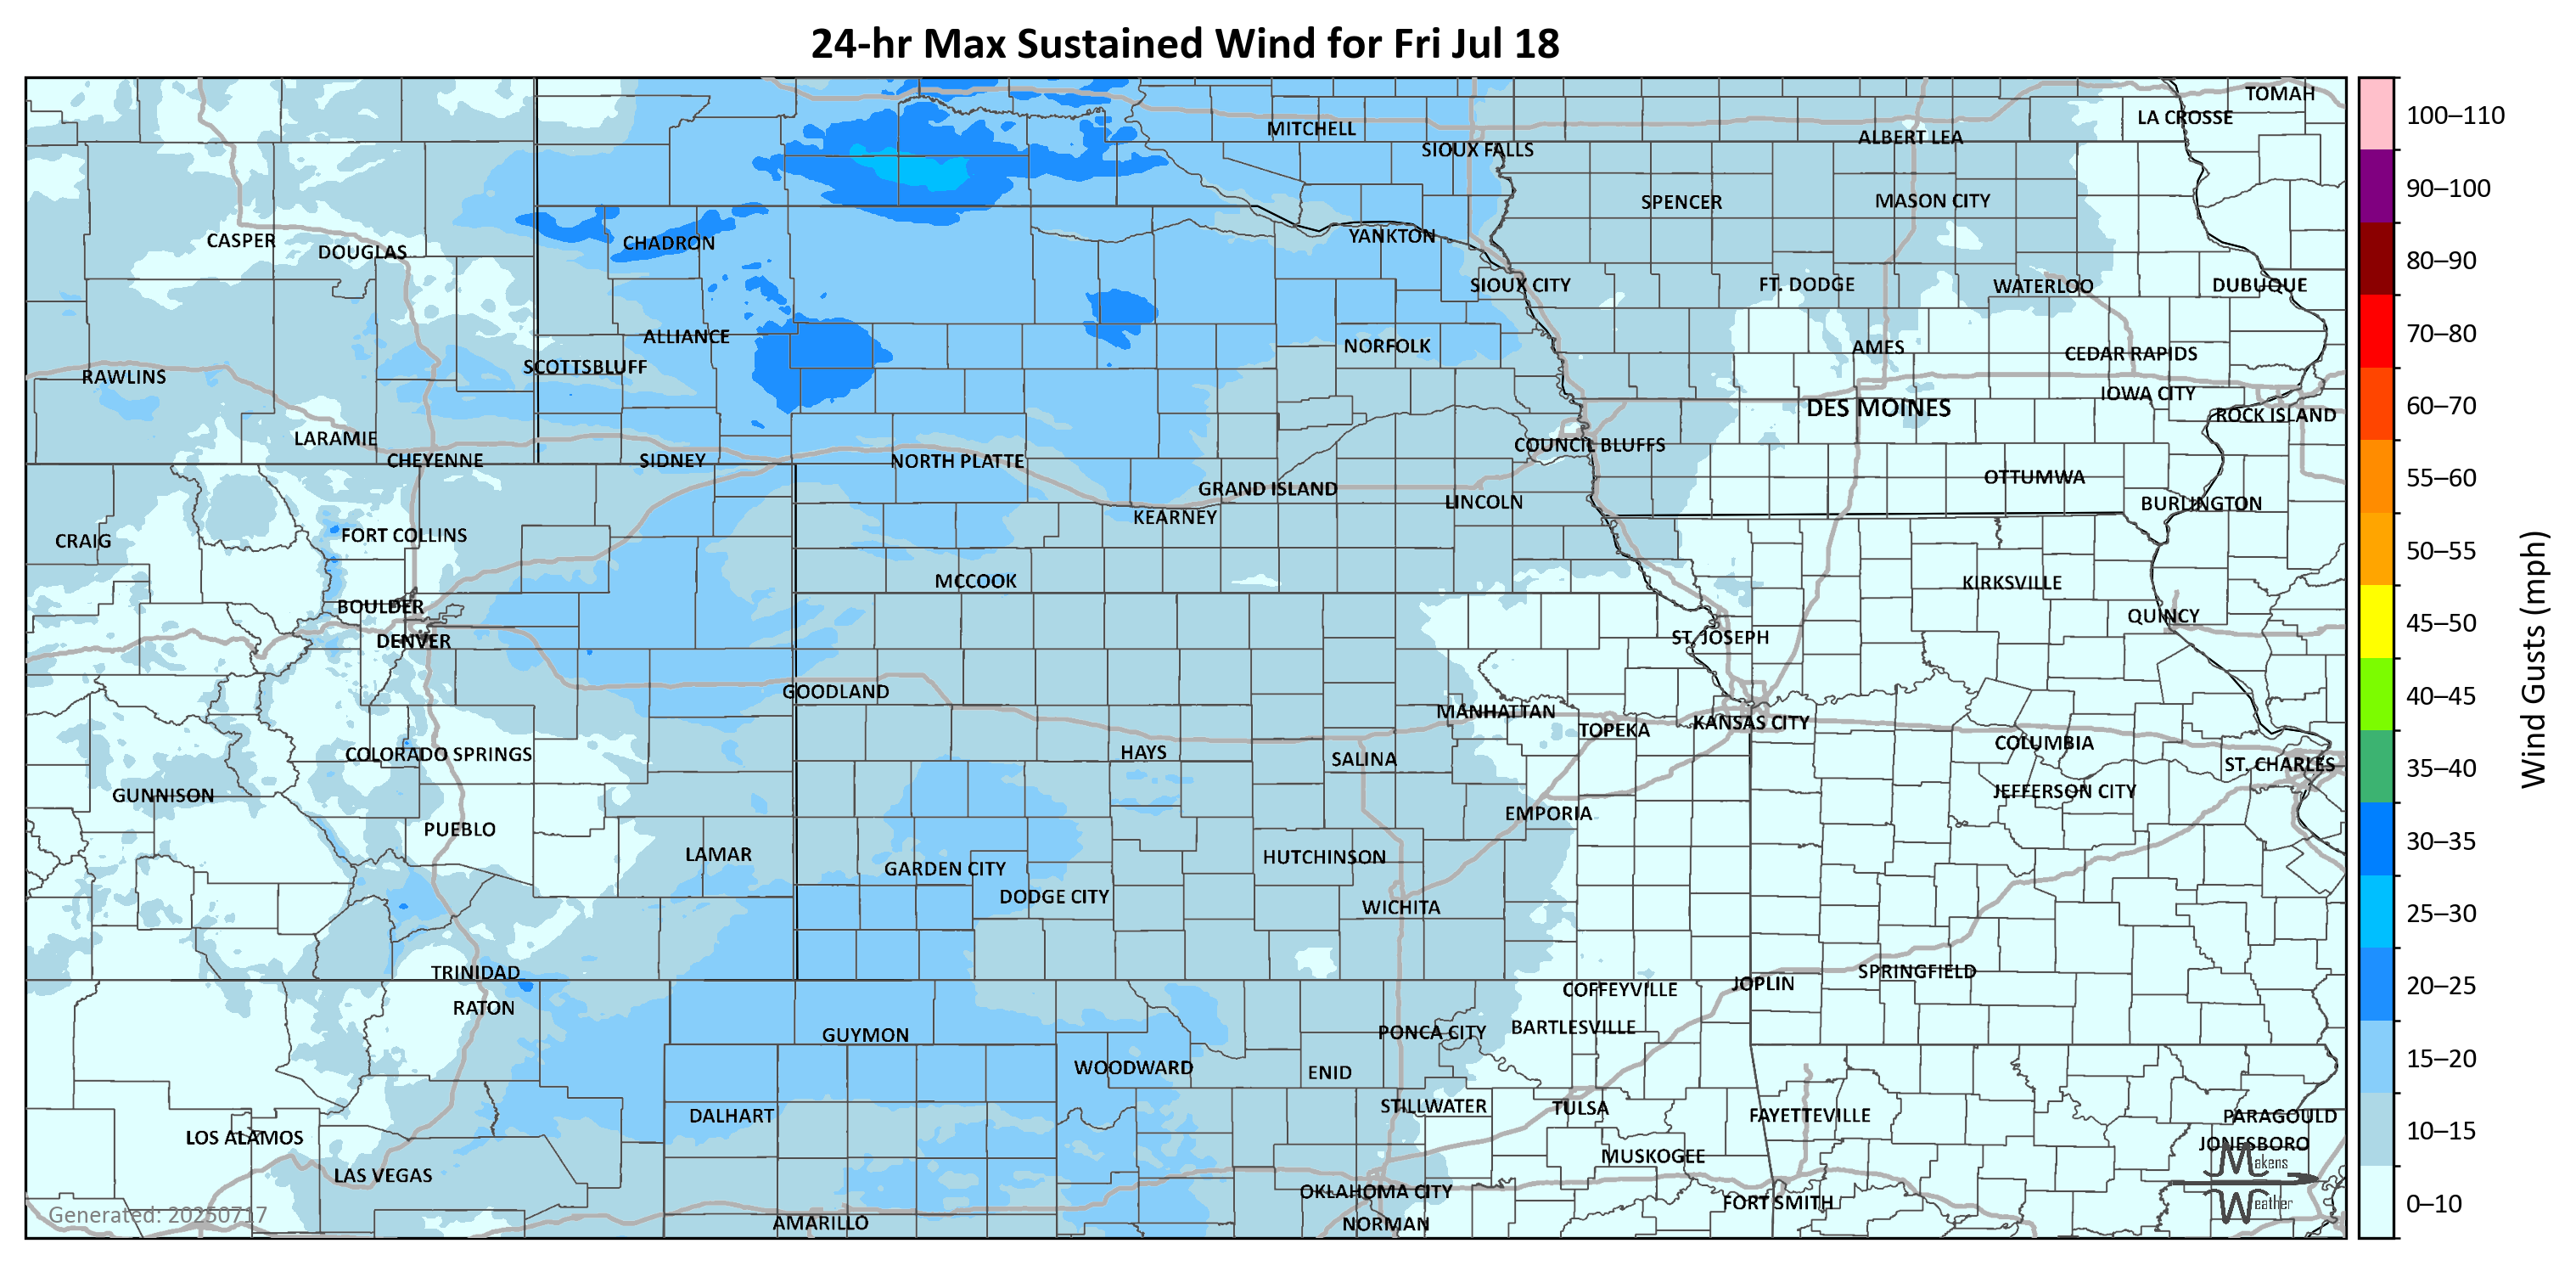 24-hr Max Sustained Wind for Fri Jul 18
TOMAH
100–110
LA CROSSE
MITCHELL
ALBERT LEA
SIOUX FALLS
90–100
SPENCER
MASON CITY
CASPER
DOUGLAS
CHADRON
YANKTON
80–90
SIOUX CITY
FT. DODGE
WATERLOO
DUBUQUE
70–80
ALLIANCE
NORFOLK
AMES
CEDAR RAPIDS
SCOTTSBLUFF
RAWLINS
IOWA CITY
60–70
DES MOINES
ROCK ISLAND
LARAMIE
COUNCIL BLUFFS
CHEYENNE
SIDNEY
NORTH PLATTE
55–60
OTTUMWA
GRAND ISLAND
LINCOLN
BURLINGTON
KEARNEY
FORT COLLINS
CRAIG
50–55
MCCOOK
KIRKSVILLE
BOULDER
QUINCY
45–50
DENVER
ST. JOSEPH
GOODLAND
40–45
MANHATTAN
TOPEKA
KANSAS CITY
COLUMBIA
COLORADO SPRINGS
HAYS
SALINA
ST. CHARLES
35–40
GUNNISON
JEFFERSON CITY
EMPORIA
PUEBLO
30–35
LAMAR
HUTCHINSON
GARDEN CITY
DODGE CITY
WICHITA
25–30
TRINIDAD
SPRINGFIELD
JOPLIN
20–25
COFFEYVILLE
RATON
BARTLESVILLE
GUYMON
PONCA CITY
15–20
WOODWARD
ENID
STILLWATER
TULSA
DALHART
FAYETTEVILLE
PARAGOULD
10–15
LOS ALAMOS
JONESBORO
MUSKOGEE
Makens
LAS VEGAS
OKLAHOMA CITY
FORT SMITH
Weather
0–10
Generated: 20250717
AMARILLO
NORMAN
Wind Gusts (mph)